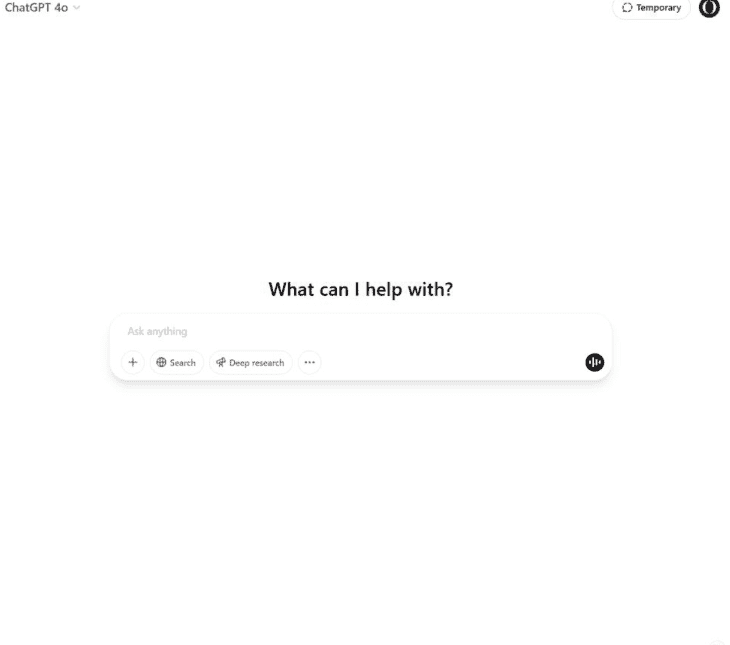 ChatGPT 4o
Temporary
What can I help with?
Ask anything
Search
Deep research